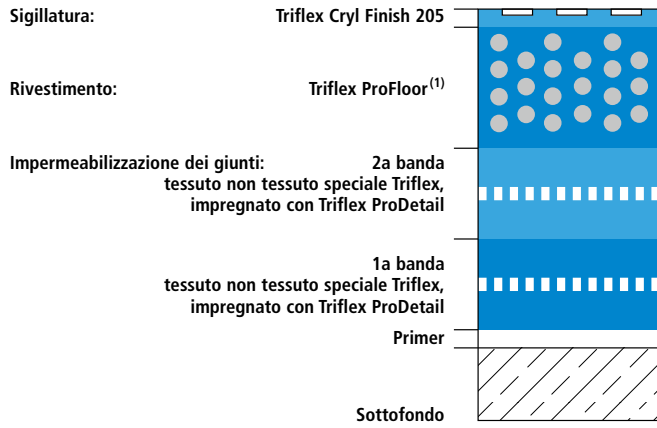 Sigillatura: Triflex Cryl Finish 205
Rivestimento: Triflex ProFloor(1)
Impermeabilizzazione dei giunti: 2a banda
tessuto non tessuto speciale Triflex,
impregnato con Triflex ProDetail
1a banda
tessuto non tessuto speciale Triflex,
impregnato con Triflex ProDetail
Primer
Sottofondo